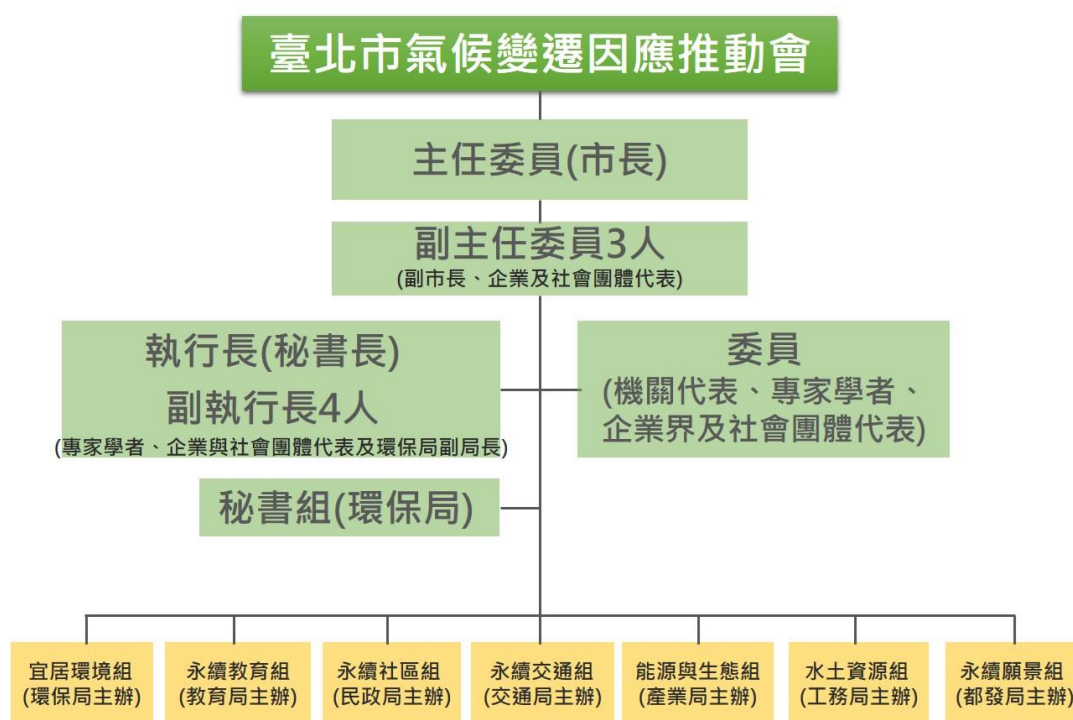 臺北市氣候變遷因應推動會
主任委員(市長)
副主任委員3人
(副市長、企業及社會團體代表)
執行長(秘書長)
副執行長4人
(專家學者、企業與社會團體代表及環保局副局長)
委員
(機關代表、專家學者、
企業界及社會團體代表)
秘書組(環保局)
宜居環境組
(環保局主辦)
永續教育組
(教育局主辦)
永續社區組
(民政局主辦)
永續交通組
(交通局主辦)
能源與生態組
(產業局主辦)
水土資源組
(工務局主辦)
永續願景組
(都發局主辦)